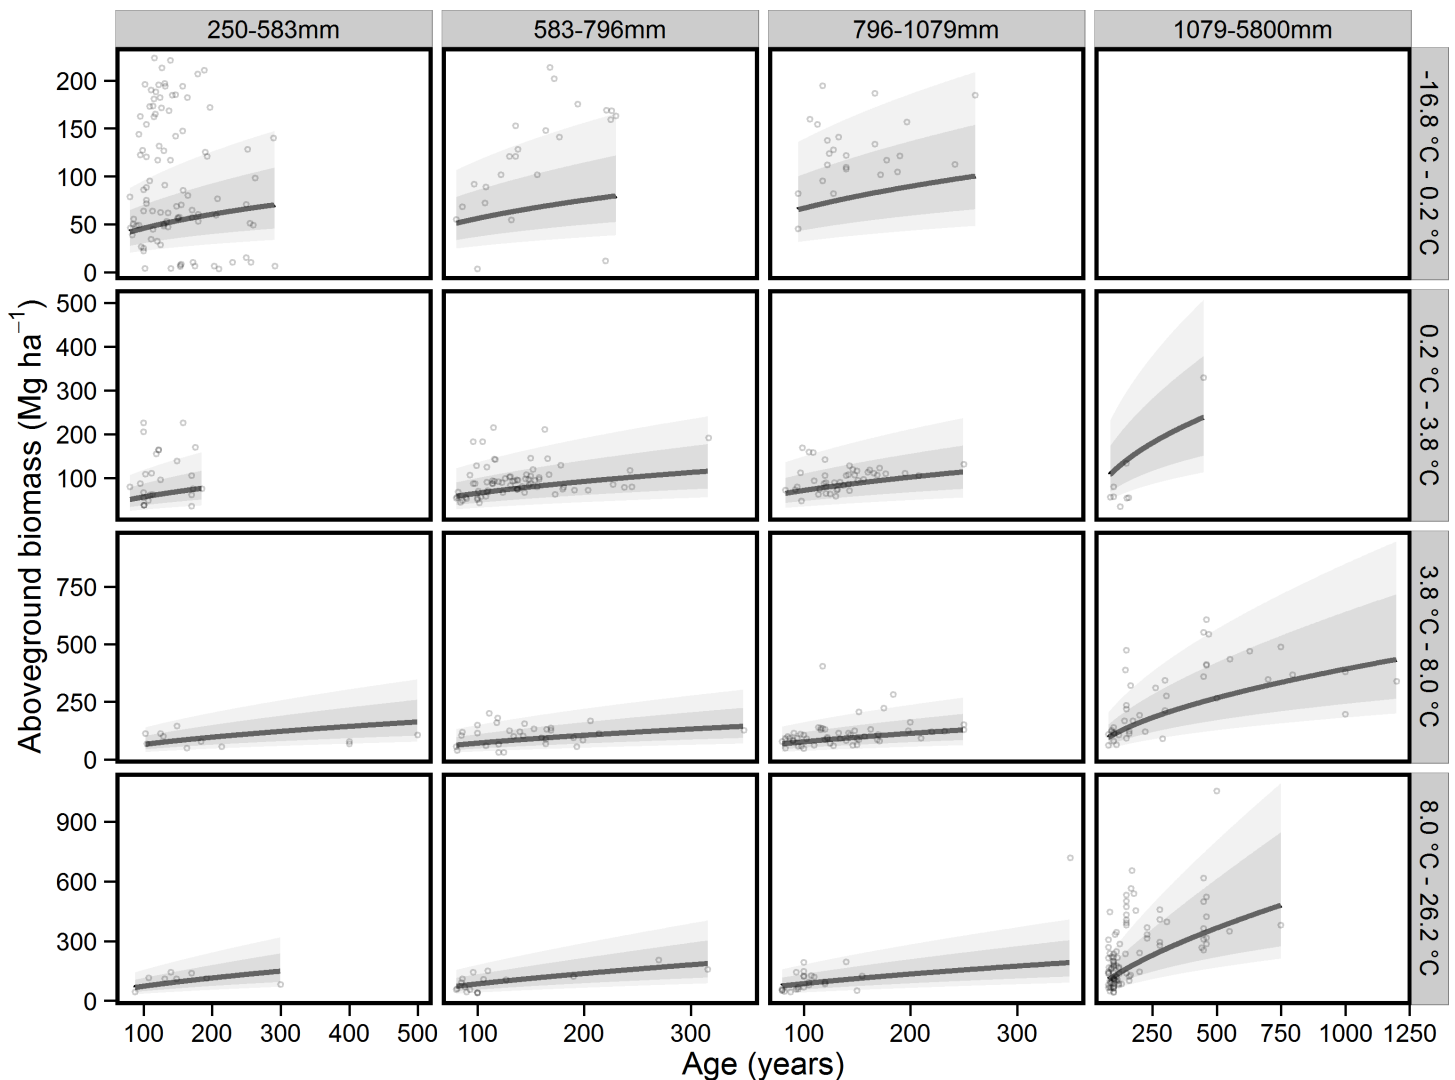 250-583mm 583-796mm 796-1079mm 1079-5800mm
Aboveground biomass (Mg ha⁻¹)
200
150
100
50
0
-16.8 °C - 0.2 °C
500
400
300
200
100
0.2 °C - 3.8 °C
750
500
250
0
3.8 °C - 8.0 °C
900
600
300
0
8.0 °C - 26.2 °C
100 200 300 400 500 100 200 300 100 200 300 250 500 750 1000 1250
Age (years)